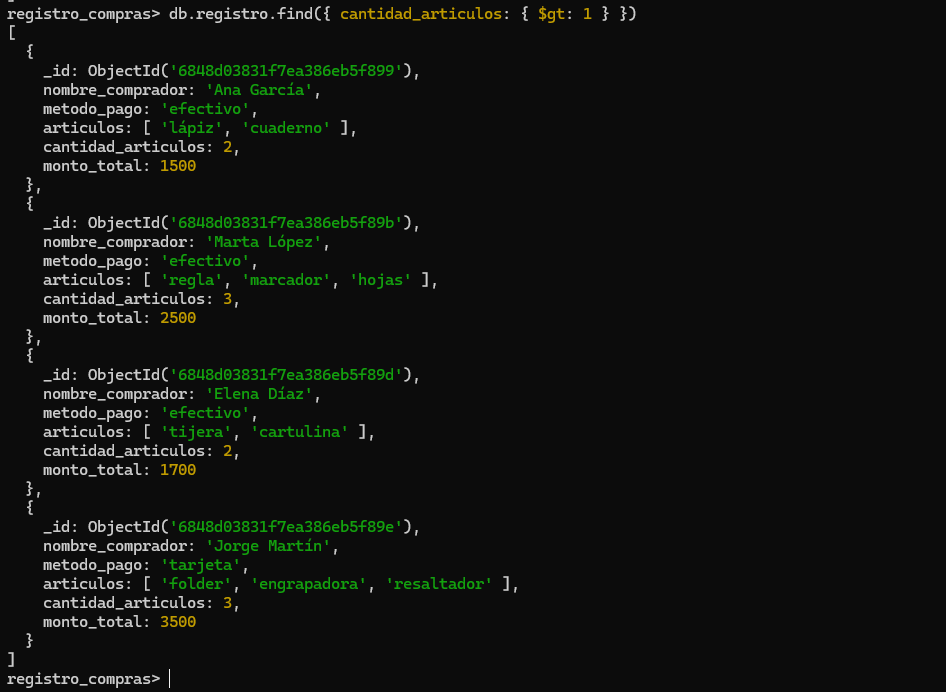 registro_compras> db.registro.find({ cantidad_articulos: { $gt: 1 } })
[
  {
    _id: ObjectId('6848d03831f7ea386eb5f899'),
    nombre_comprador: 'Ana García',
    metodo_pago: 'efectivo',
    articulos: [ 'lápiz', 'cuaderno' ],
    cantidad_articulos: 2,
    monto_total: 1500
  },
  {
    _id: ObjectId('6848d03831f7ea386eb5f89b'),
    nombre_comprador: 'Marta López',
    metodo_pago: 'efectivo',
    articulos: [ 'regla', 'marcador', 'hojas' ],
    cantidad_articulos: 3,
    monto_total: 2500
  },
  {
    _id: ObjectId('6848d03831f7ea386eb5f89d'),
    nombre_comprador: 'Elena Díaz',
    metodo_pago: 'efectivo',
    articulos: [ 'tijera', 'cartulina' ],
    cantidad_articulos: 2,
    monto_total: 1700
  },
  {
    _id: ObjectId('6848d03831f7ea386eb5f89e'),
    nombre_comprador: 'Jorge Martín',
    metodo_pago: 'tarjeta',
    articulos: [ 'folder', 'engrapadora', 'resaltador' ],
    cantidad_articulos: 3,
    monto_total: 3500
  }
]
registro_compras>